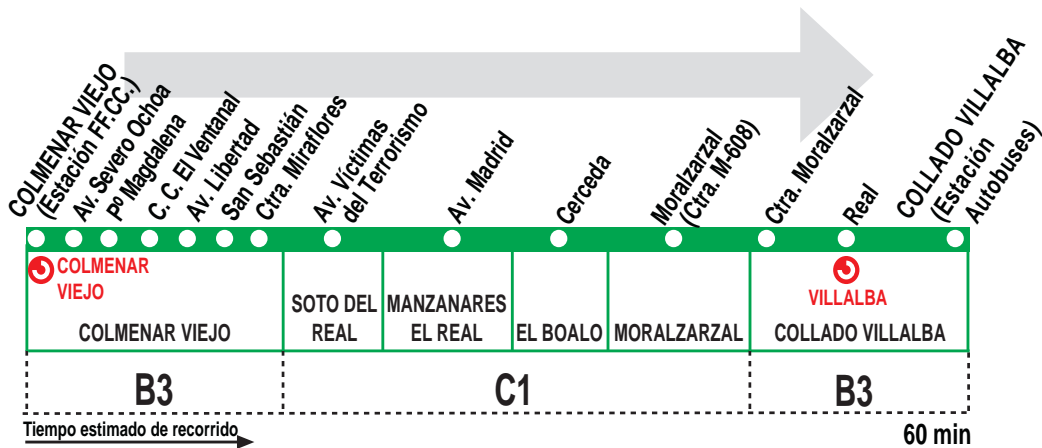 COLMENAR VIEJO
(Estación FF.CC.)
Av. Severo Ochoa
Pº Magdalena
C. C. El Ventanal
Av. Libertad
San Sebastián
Ctra. Miraflores
Av. Víctimas
del Terrorismo
Av. Madrid
Cerceda
Moralzarzal
(Ctra. M-608)
Ctra. Moralzarzal
Real
COLLADO VILLALBA
(Estación
Autobuses)
COLMENAR
VIEJO
VILLALBA
COLMENAR VIEJO
SOTO DEL
REAL
MANZANARES
EL REAL
EL BOALO
MORALZARZAL
COLLADO VILLALBA
B3
C1
B3
Tiempo estimado de recorrido
60 min